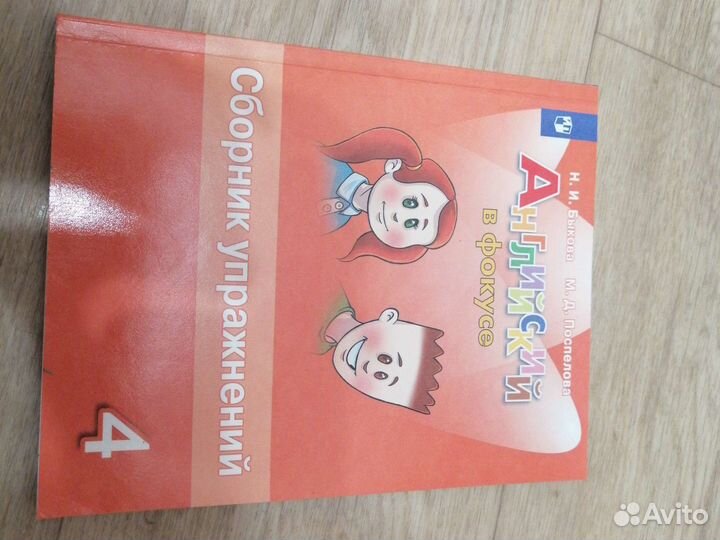 Н. И. Быкова М. Д. Поспелова
Английский
в фокусе
Сборник упражнений
4
Avito